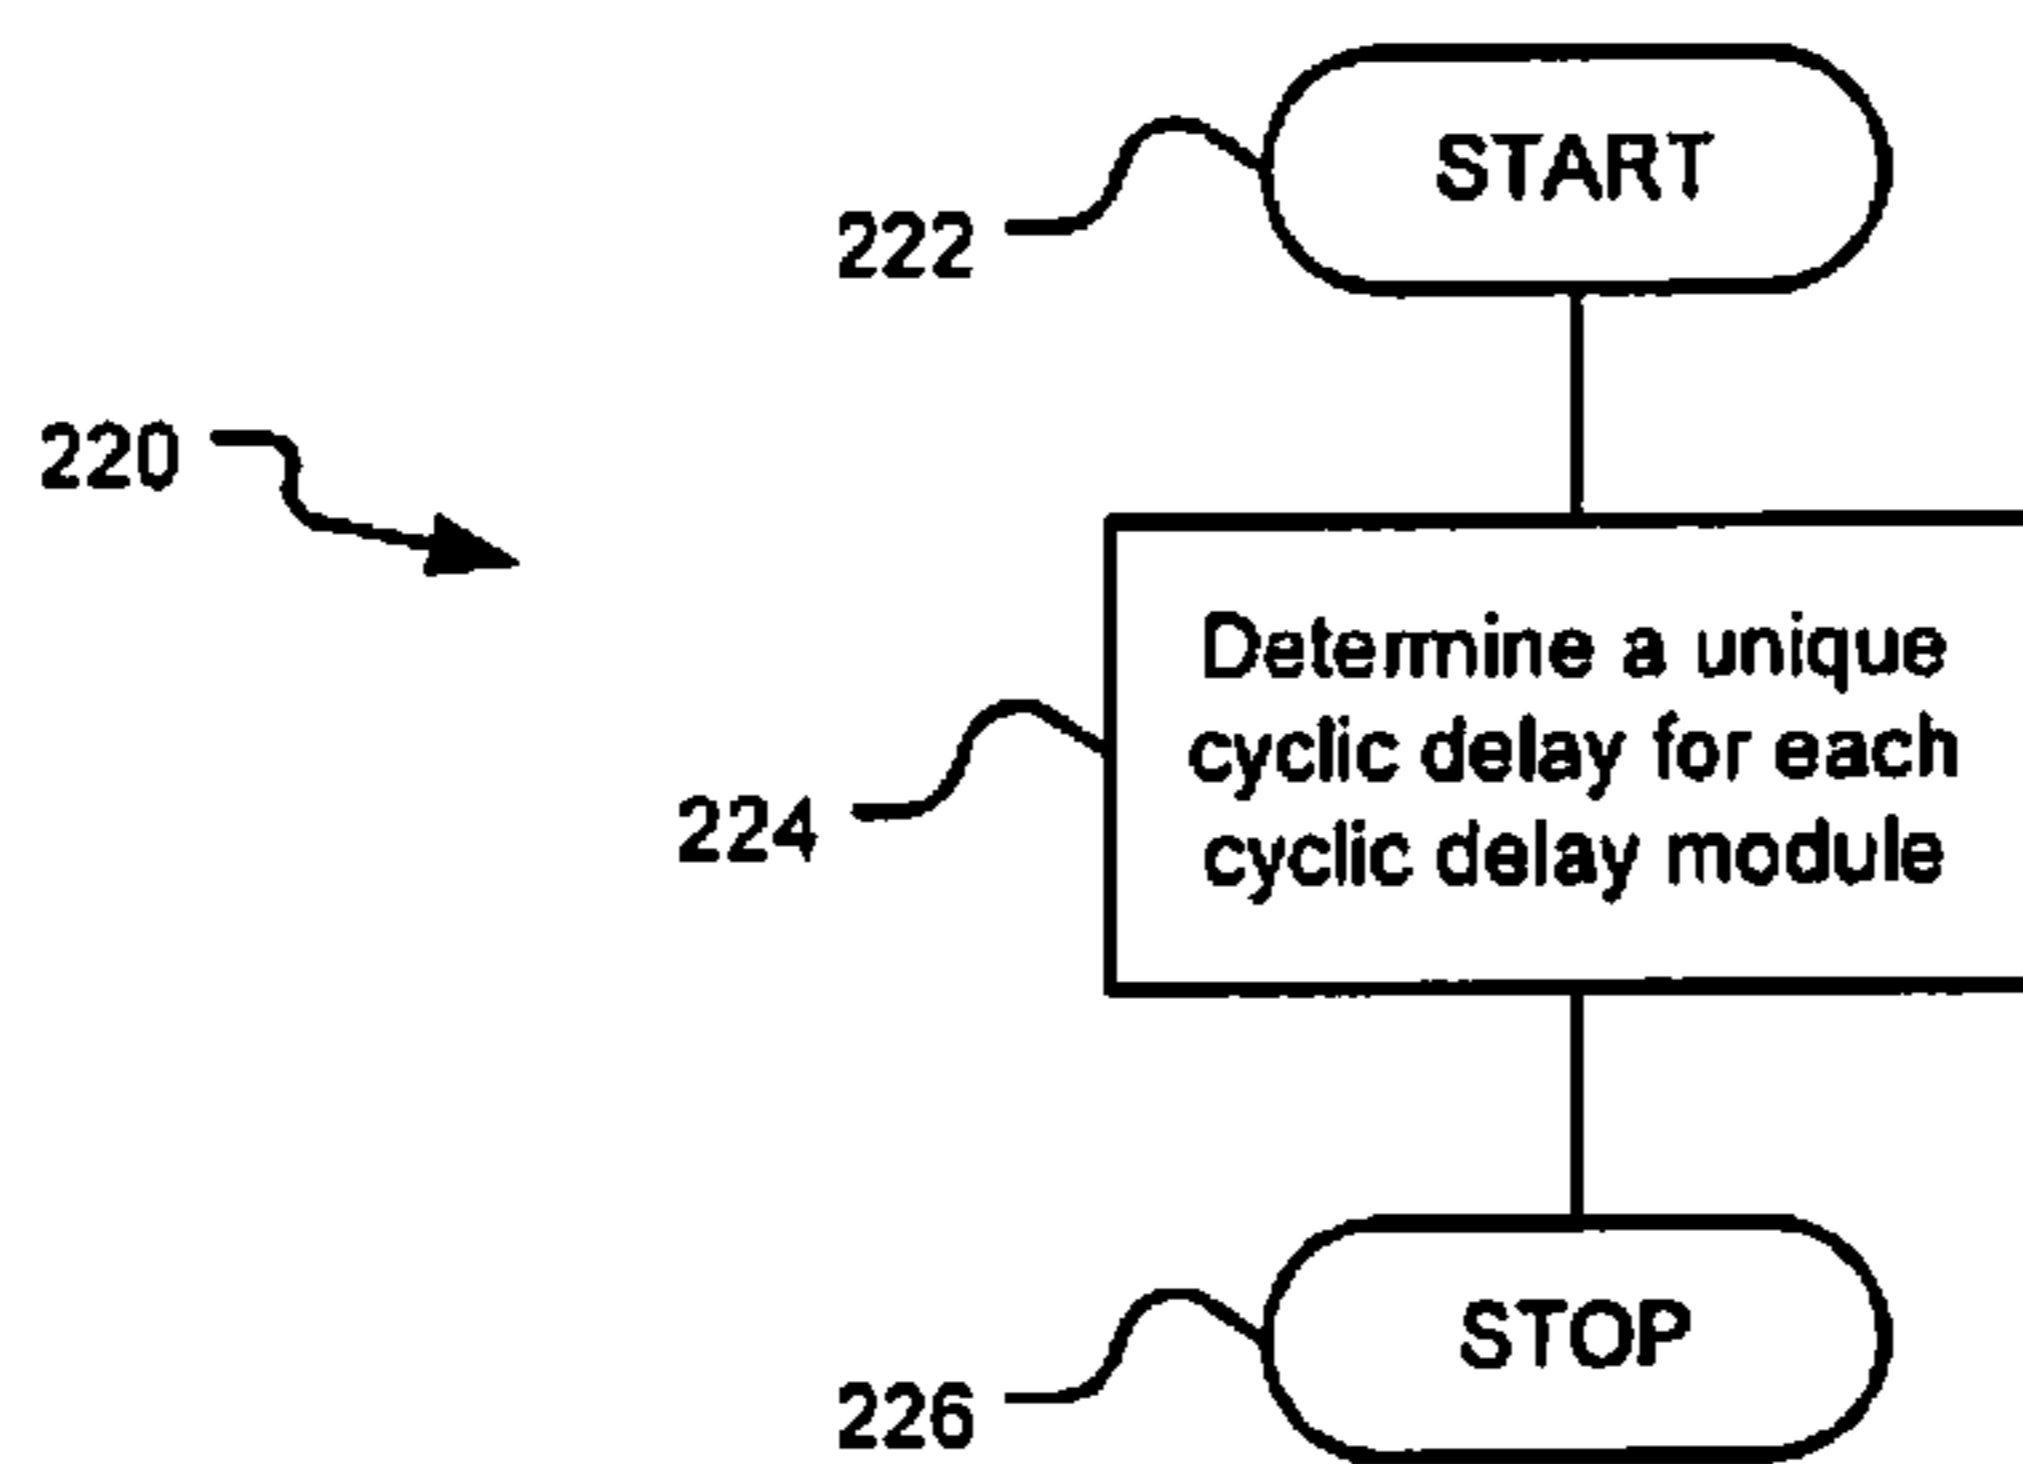 START
222
220
Determine a unique
cyclic delay for each
cyclic delay module
224
STOP
226